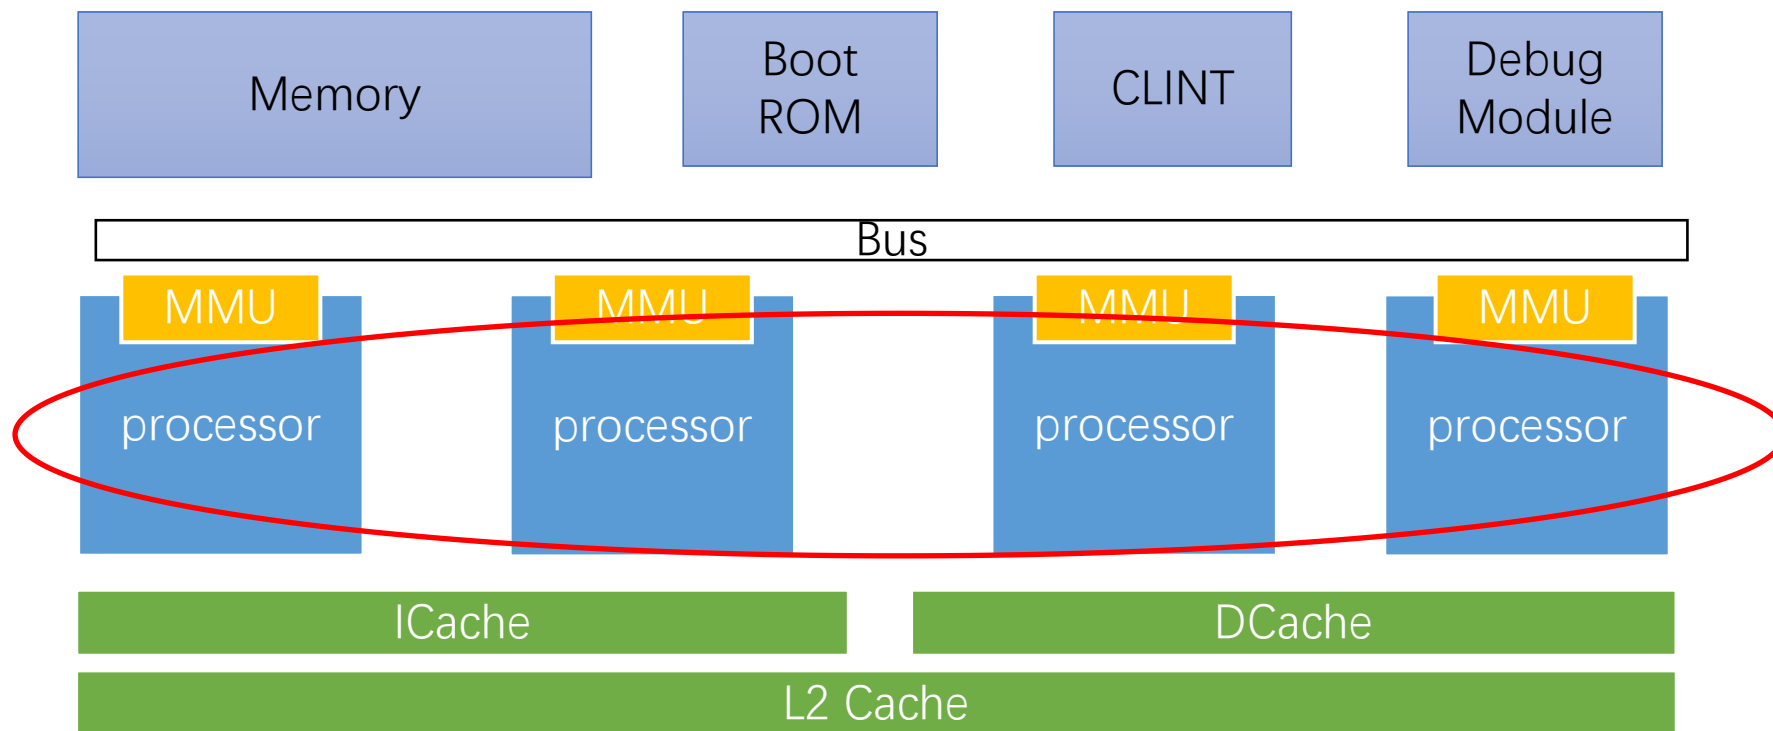 Memory
Boot
ROM
CLINT
Debug
Module
Bus
MMU
MMU
MMU
MMU
processor
processor
processor
processor
ICache
DCache
L2 Cache